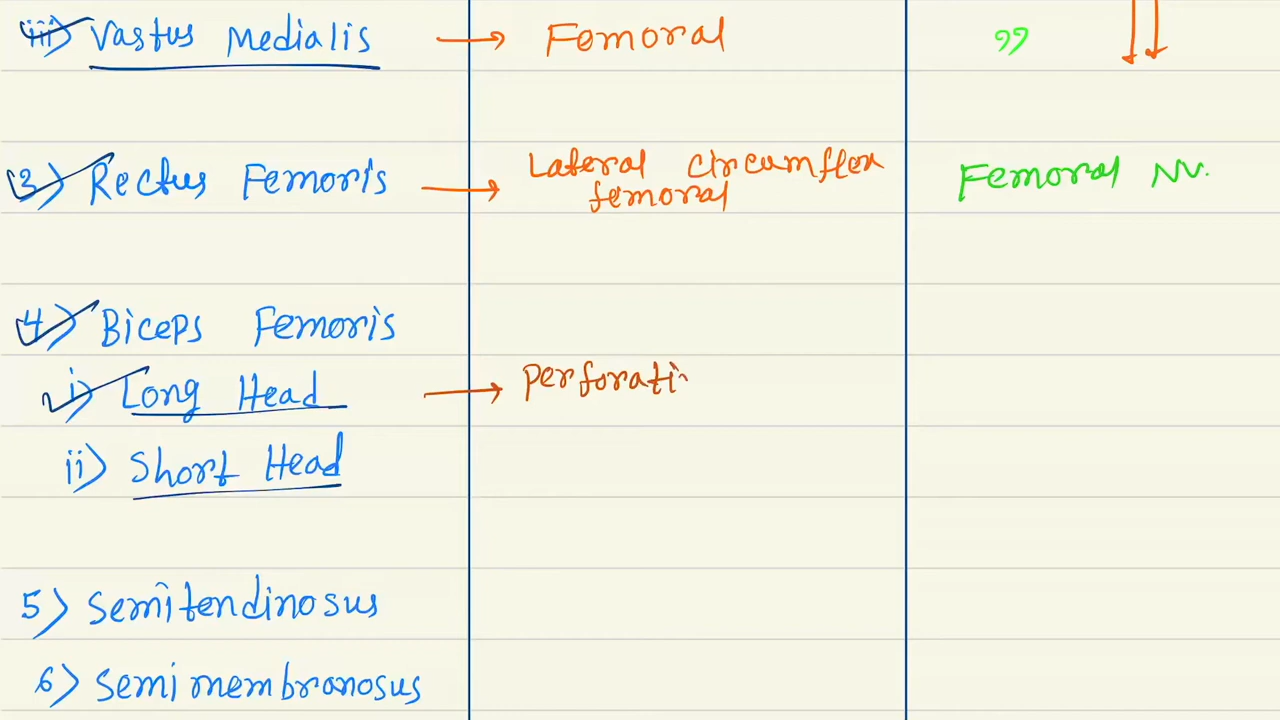 iii) Vastus Medialis → Femoral ''
3) Rectus Femoris → Lateral circumflex femoral Femoral Nv.
4) Biceps Femoris
i) Long Head → Perforati
ii) Short Head
5) Semitendinosus
6) Semimembranosus